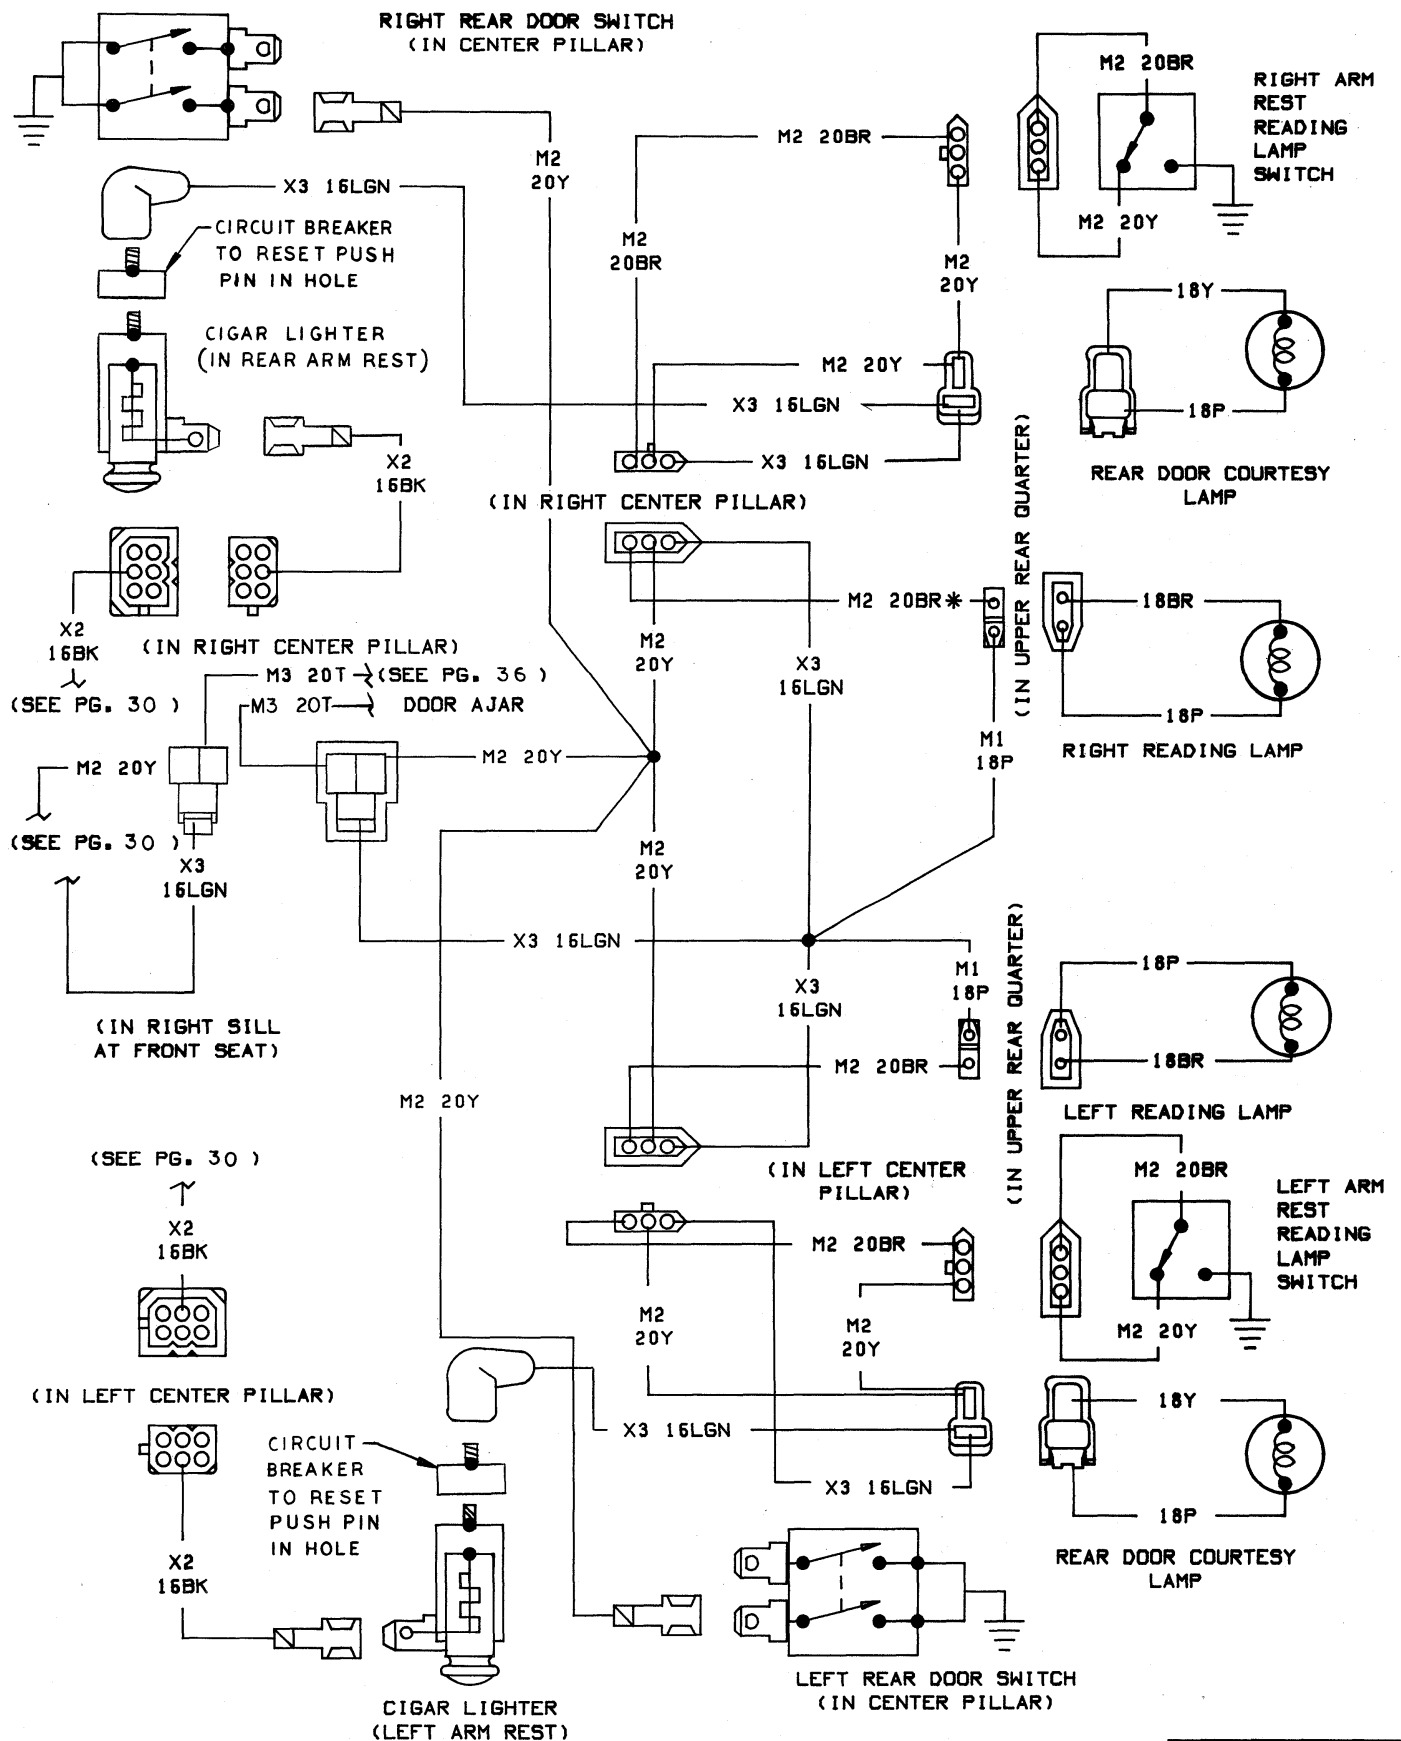 RIGHT REAR DOOR SWITCH
(IN CENTER PILLAR)
M2 20BR
RIGHT ARM
REST
READING
LAMP
SWITCH
M2 20BR
M2
20Y
X3 16LGN
M2 20Y
CIRCUIT BREAKER
TO RESET PUSH
PIN IN HOLE
M2
20BR
M2
20Y
18Y
CIGAR LIGHTER
(IN REAR ARM REST)
M2 20Y
X3 16LGN
18P
X2
16BK
X3 16LGN
REAR DOOR COURTESY
LAMP
(IN RIGHT CENTER PILLAR)
(IN UPPER REAR QUARTER)
M2 20BR*
18BR
X2
16BK
(IN RIGHT CENTER PILLAR)
M2
20Y
X3
16LGN
M3 20T
(SEE PG. 36 )
(SEE PG. 30 )
M3 20T
DOOR AJAR
18P
M1
18P
RIGHT READING LAMP
M2 20Y
M2 20Y
(SEE PG. 30 )
M2
20Y
X3
16LGN
X3 16LGN
(IN UPPER REAR QUARTER)
M1
18P
18P
X3
16LGN
(IN RIGHT SILL
AT FRONT SEAT)
M2 20BR
18BR
M2 20Y
LEFT READING LAMP
(SEE PG. 30 )
(IN LEFT CENTER
PILLAR)
M2 20BR
LEFT ARM
REST
READING
LAMP
SWITCH
X2
16BK
M2 20BR
M2
20Y
M2
20Y
M2 20Y
(IN LEFT CENTER PILLAR)
18Y
X3 16LGN
CIRCUIT
BREAKER
TO RESET
PUSH PIN
IN HOLE
X3 16LGN
18P
X2
16BK
REAR DOOR COURTESY
LAMP
LEFT REAR DOOR SWITCH
(IN CENTER PILLAR)
CIGAR LIGHTER
(LEFT ARM REST)